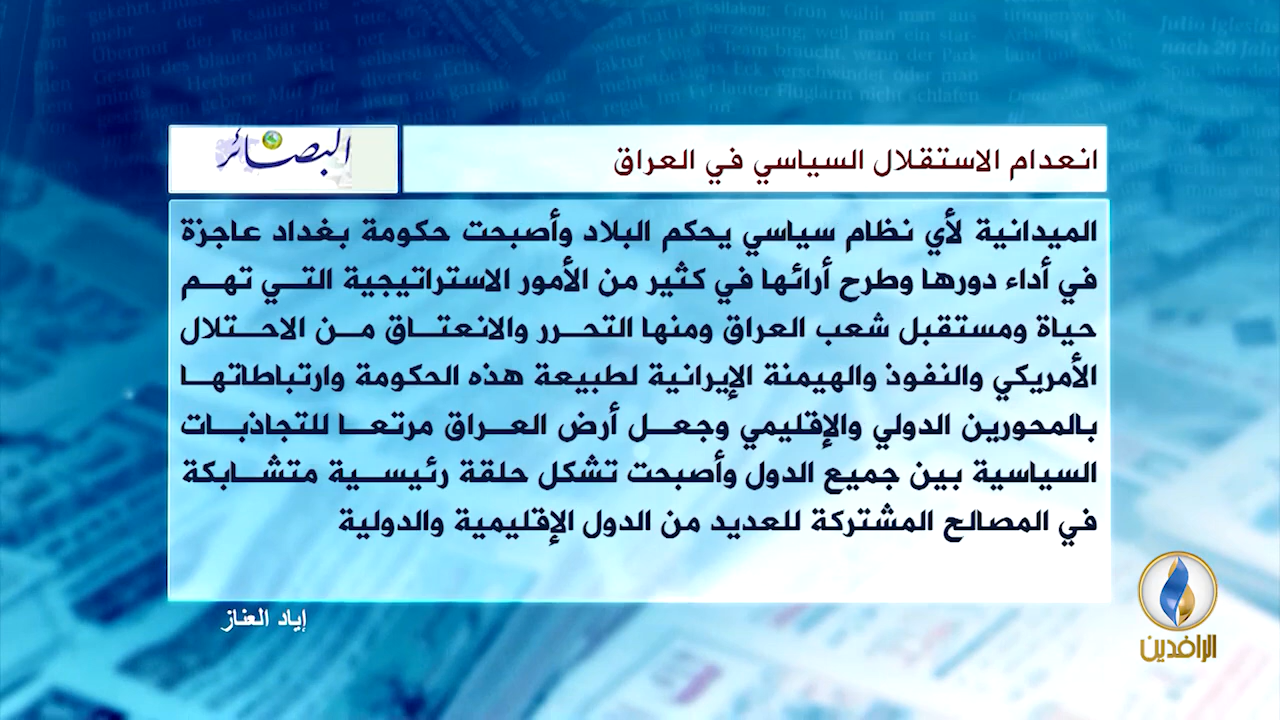 انعدام الاستقلال السياسي في العراق
البصائر
الميدانية لأي نظام سياسي يحكم البلاد وأصبحت حكومة بغداد عاجزة
في أداء دورها وطرح أرائها في كثير من الأمور الاستراتيجية التي تهم
حياة ومستقبل شعب العراق ومنها التحرر والانعتاق من الاحتلال
الأمريكي والنفوذ والهيمنة الإيرانية لطبيعة هذه الحكومة وارتباطاتها
بالمحورين الدولي والإقليمي وجعل أرض العراق مرتعا للتجاذبات
السياسية بين جميع الدول وأصبحت تشكل حلقة رئيسية متشابكة
في المصالح المشتركة للعديد من الدول الإقليمية والدولية
إياد العناز
الرافدين